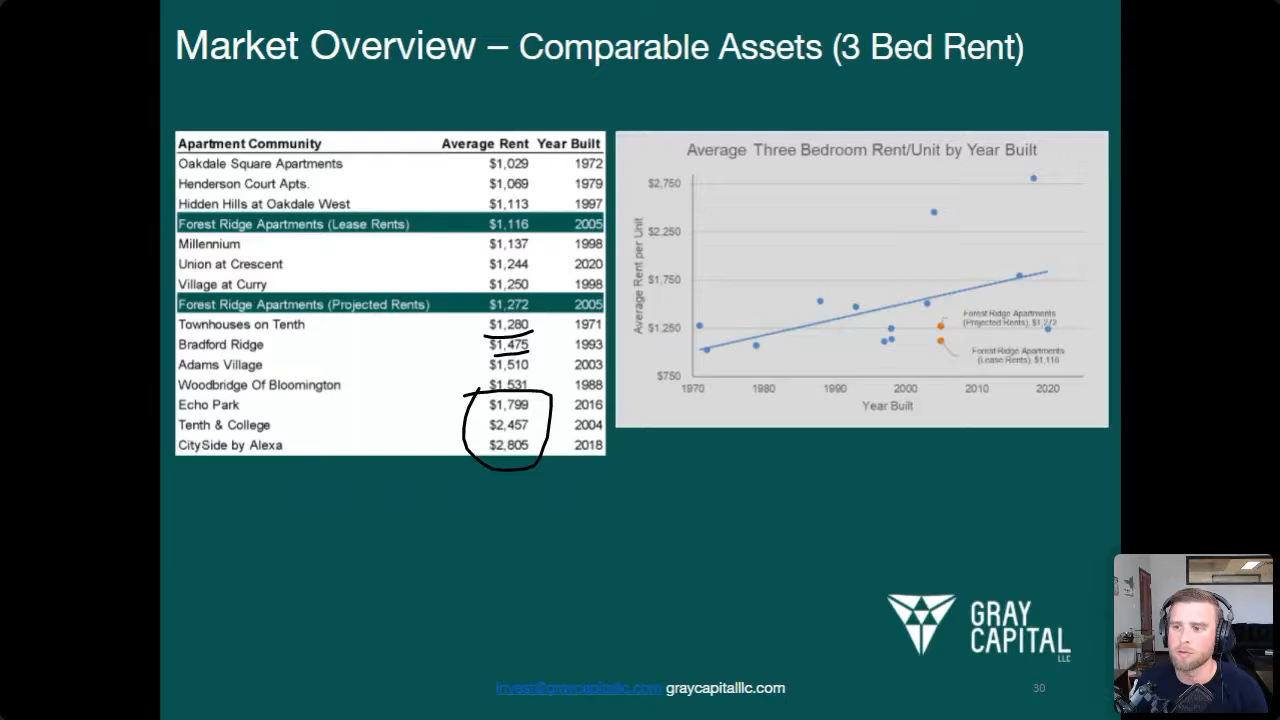 Market Overview – Comparable Assets (3 Bed Rent)
Apartment Community Average Rent Year Built
Oakdale Square Apartments $1,029 1972
Henderson Court Apts. $1,069 1979
Hidden Hills at Oakdale West $1,113 1997
Forest Ridge Apartments (Lease Rents) $1,116 2005
Millennium $1,137 1998
Union at Crescent $1,244 2020
Village at Curry $1,250 1998
Forest Ridge Apartments (Projected Rents) $1,272 2005
Townhouses on Tenth $1,280 1971
Bradford Ridge $1,475 1993
Adams Village $1,510 2003
Woodbridge Of Bloomington $1,531 1988
Echo Park $1,799 2016
Tenth & College $2,457 2004
CitySide by Alexa $2,805 2018
Average Three Bedroom Rent/Unit by Year Built
Average Rent per Unit
$2,750
$2,250
$1,750
$1,250
$750
Forest Ridge Apartments
(Projected Rents), $1,272
Forest Ridge Apartments
(Lease Rents), $1,116
1970 1980 1990 2000 2010 2020
Year Built
GRAY
CAPITAL
LLC
invest@graycapitalllc.com graycapitalllc.com
30